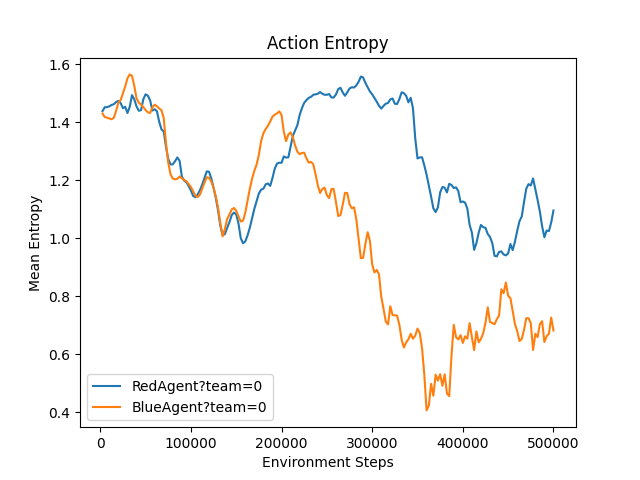 Action Entropy
1.6
1.4
1.2
1.0
0.8
0.6
0.4
Mean Entropy
RedAgent?team=0
BlueAgent?team=0
0 100000 200000 300000 400000 500000
Environment Steps